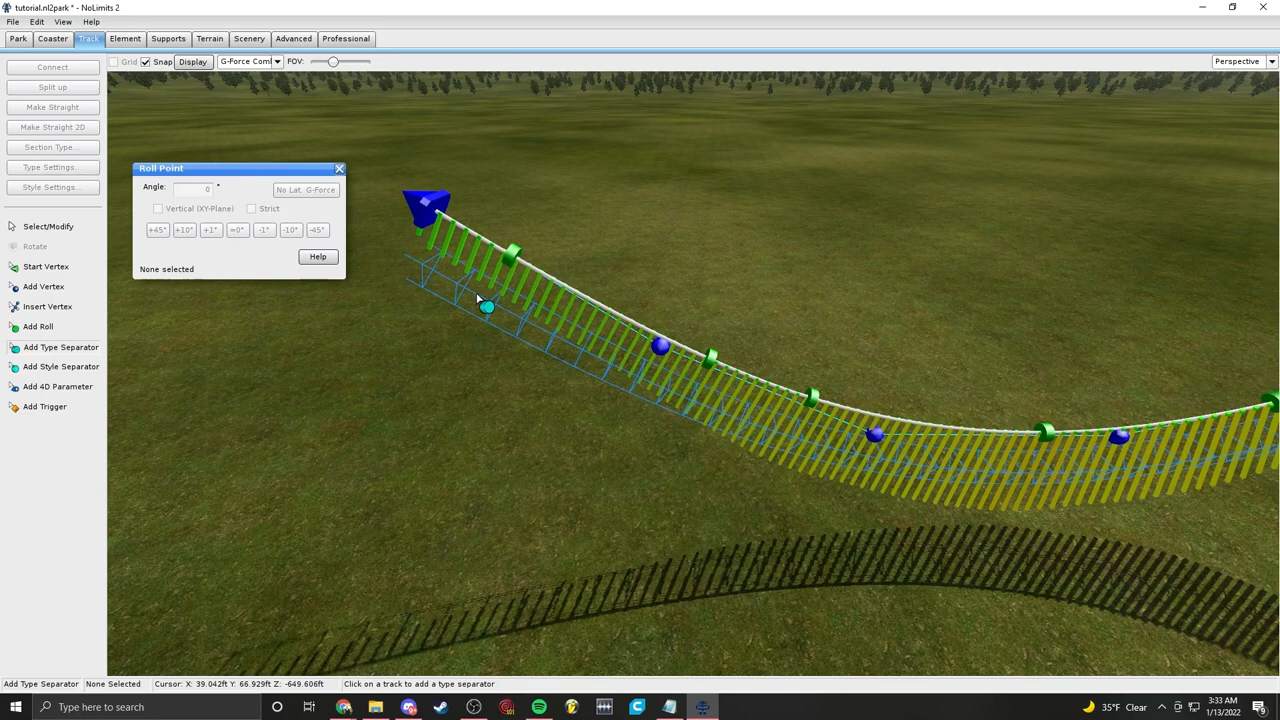 tutorial.nl2park * - NoLimits 2
File Edit View Help
Park Coaster Track Element Supports Terrain Scenery Advanced Professional
Grid Snap Display G-Force Com FOV: Perspective
Connect
Split up
Make Straight
Make Straight 2D
Section Type...
Type Settings...
Style Settings...
Select/Modify
Rotate
Start Vertex
Add Vertex
Insert Vertex
Add Roll
Add Type Separator
Add Style Separator
Add 4D Parameter
Add Trigger
Roll Point
Angle: 0 ° No Lat. G-Force
Vertical (XY-Plane) Strict
+45° +10° +1° =0° -1° -10° -45°
Help
None selected
Add Type Separator None Selected Cursor: X: 39.042ft Y: 66.929ft Z: -649.606ft Click on a track to add a type separator
Type here to search 35°F Clear 3:33 AM
1/13/2022